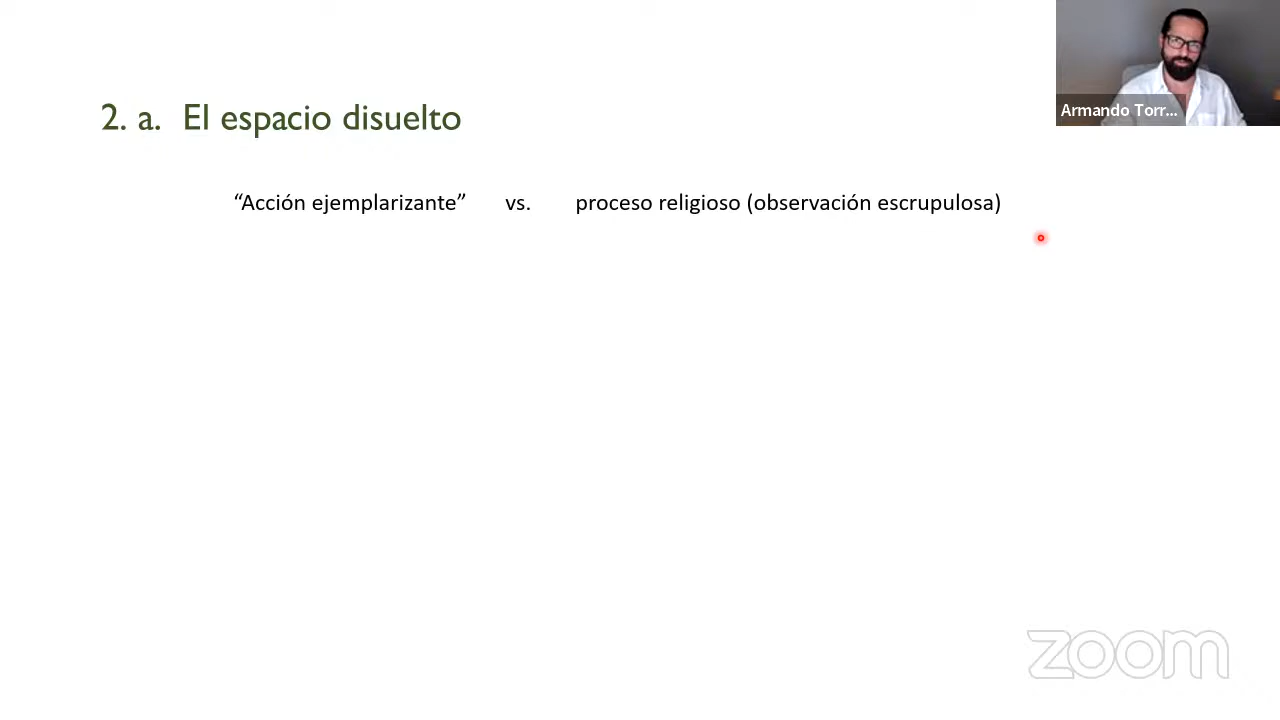 Armando Torr...
2. a. El espacio disuelto
“Acción ejemplarizante” vs. proceso religioso (observación escrupulosa)
zoom